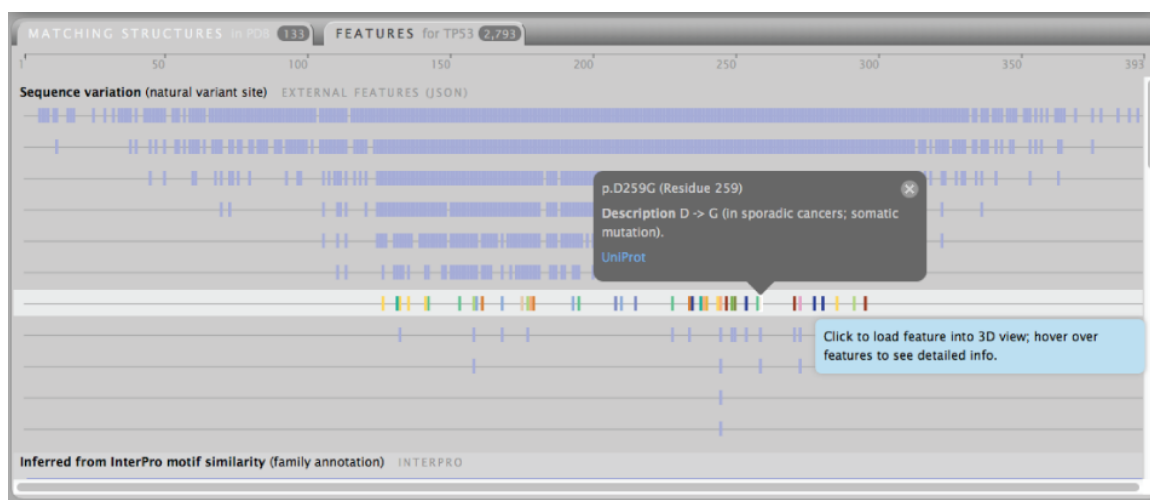 MATCHING STRUCTURES in PDB 133 FEATURES for TP53 2,793
1 50 100 150 200 250 300 350 393
Sequence variation (natural variant site) EXTERNAL FEATURES (JSON)
p.D259G (Residue 259)
Description D -> G (in sporadic cancers; somatic
mutation).
UniProt
Click to load feature into 3D view; hover over
features to see detailed info.
Inferred from InterPro motif similarity (family annotation) INTERPRO